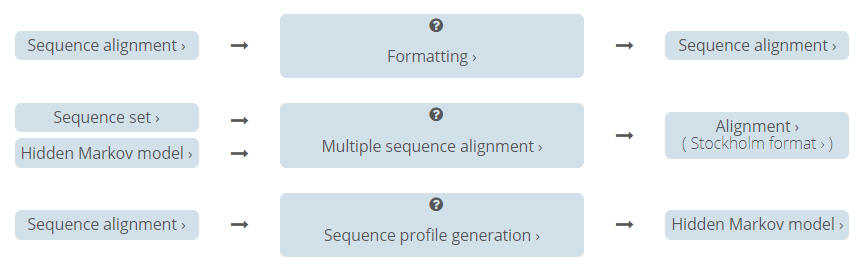 ?
Sequence alignment ›
Formatting ›
Sequence alignment ›
?
Sequence set ›
Hidden Markov model ›
Multiple sequence alignment ›
Alignment ›
( Stockholm format › )
?
Sequence alignment ›
Sequence profile generation ›
Hidden Markov model ›